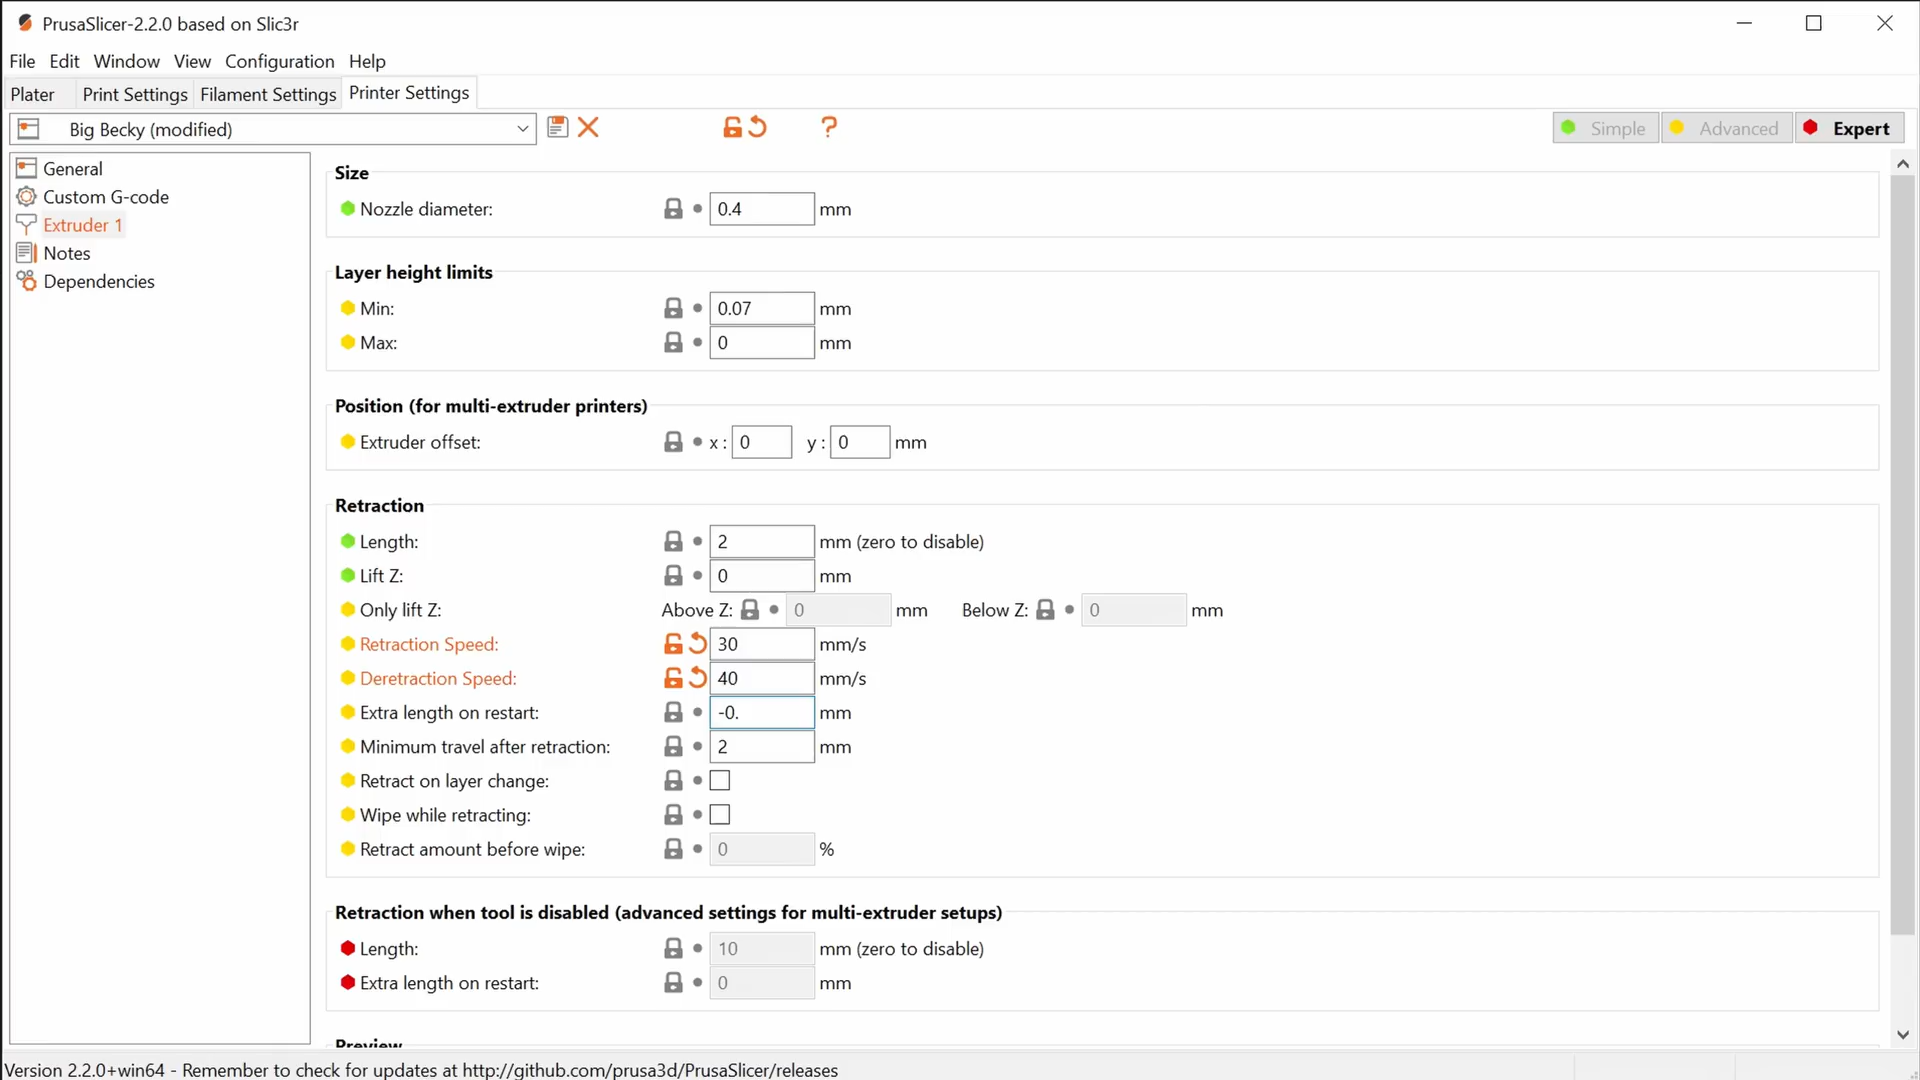 PrusaSlicer-2.2.0 based on Slic3r
File Edit Window View Configuration Help
Plater Print Settings Filament Settings Printer Settings
Big Becky (modified) ? Simple Advanced Expert
General
Custom G-code
Extruder 1
Notes
Dependencies
Size
Nozzle diameter: 0.4 mm
Layer height limits
Min: 0.07 mm
Max: 0 mm
Position (for multi-extruder printers)
Extruder offset: x : 0 y : 0 mm
Retraction
Length: 2 mm (zero to disable)
Lift Z: 0 mm
Only lift Z: Above Z: 0 mm Below Z: 0 mm
Retraction Speed: 30 mm/s
Deretraction Speed: 40 mm/s
Extra length on restart: -0. mm
Minimum travel after retraction: 2 mm
Retract on layer change:
Wipe while retracting:
Retract amount before wipe: 0 %
Retraction when tool is disabled (advanced settings for multi-extruder setups)
Length: 10 mm (zero to disable)
Extra length on restart: 0 mm
Preview
Version 2.2.0+win64 - Remember to check for updates at http://github.com/prusa3d/PrusaSlicer/releases